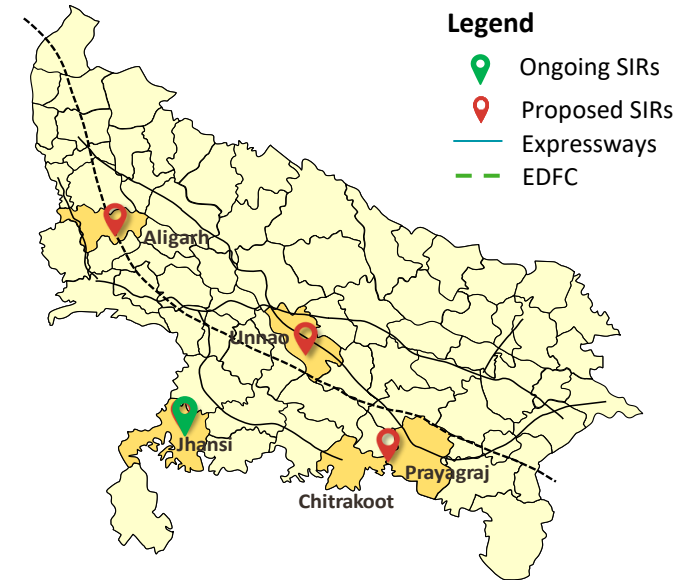 Legend
Ongoing SIRs
Proposed SIRs
Expressways
EDFC
Aligarh
Unnao
Jhansi
Prayagraj
Chitrakoot